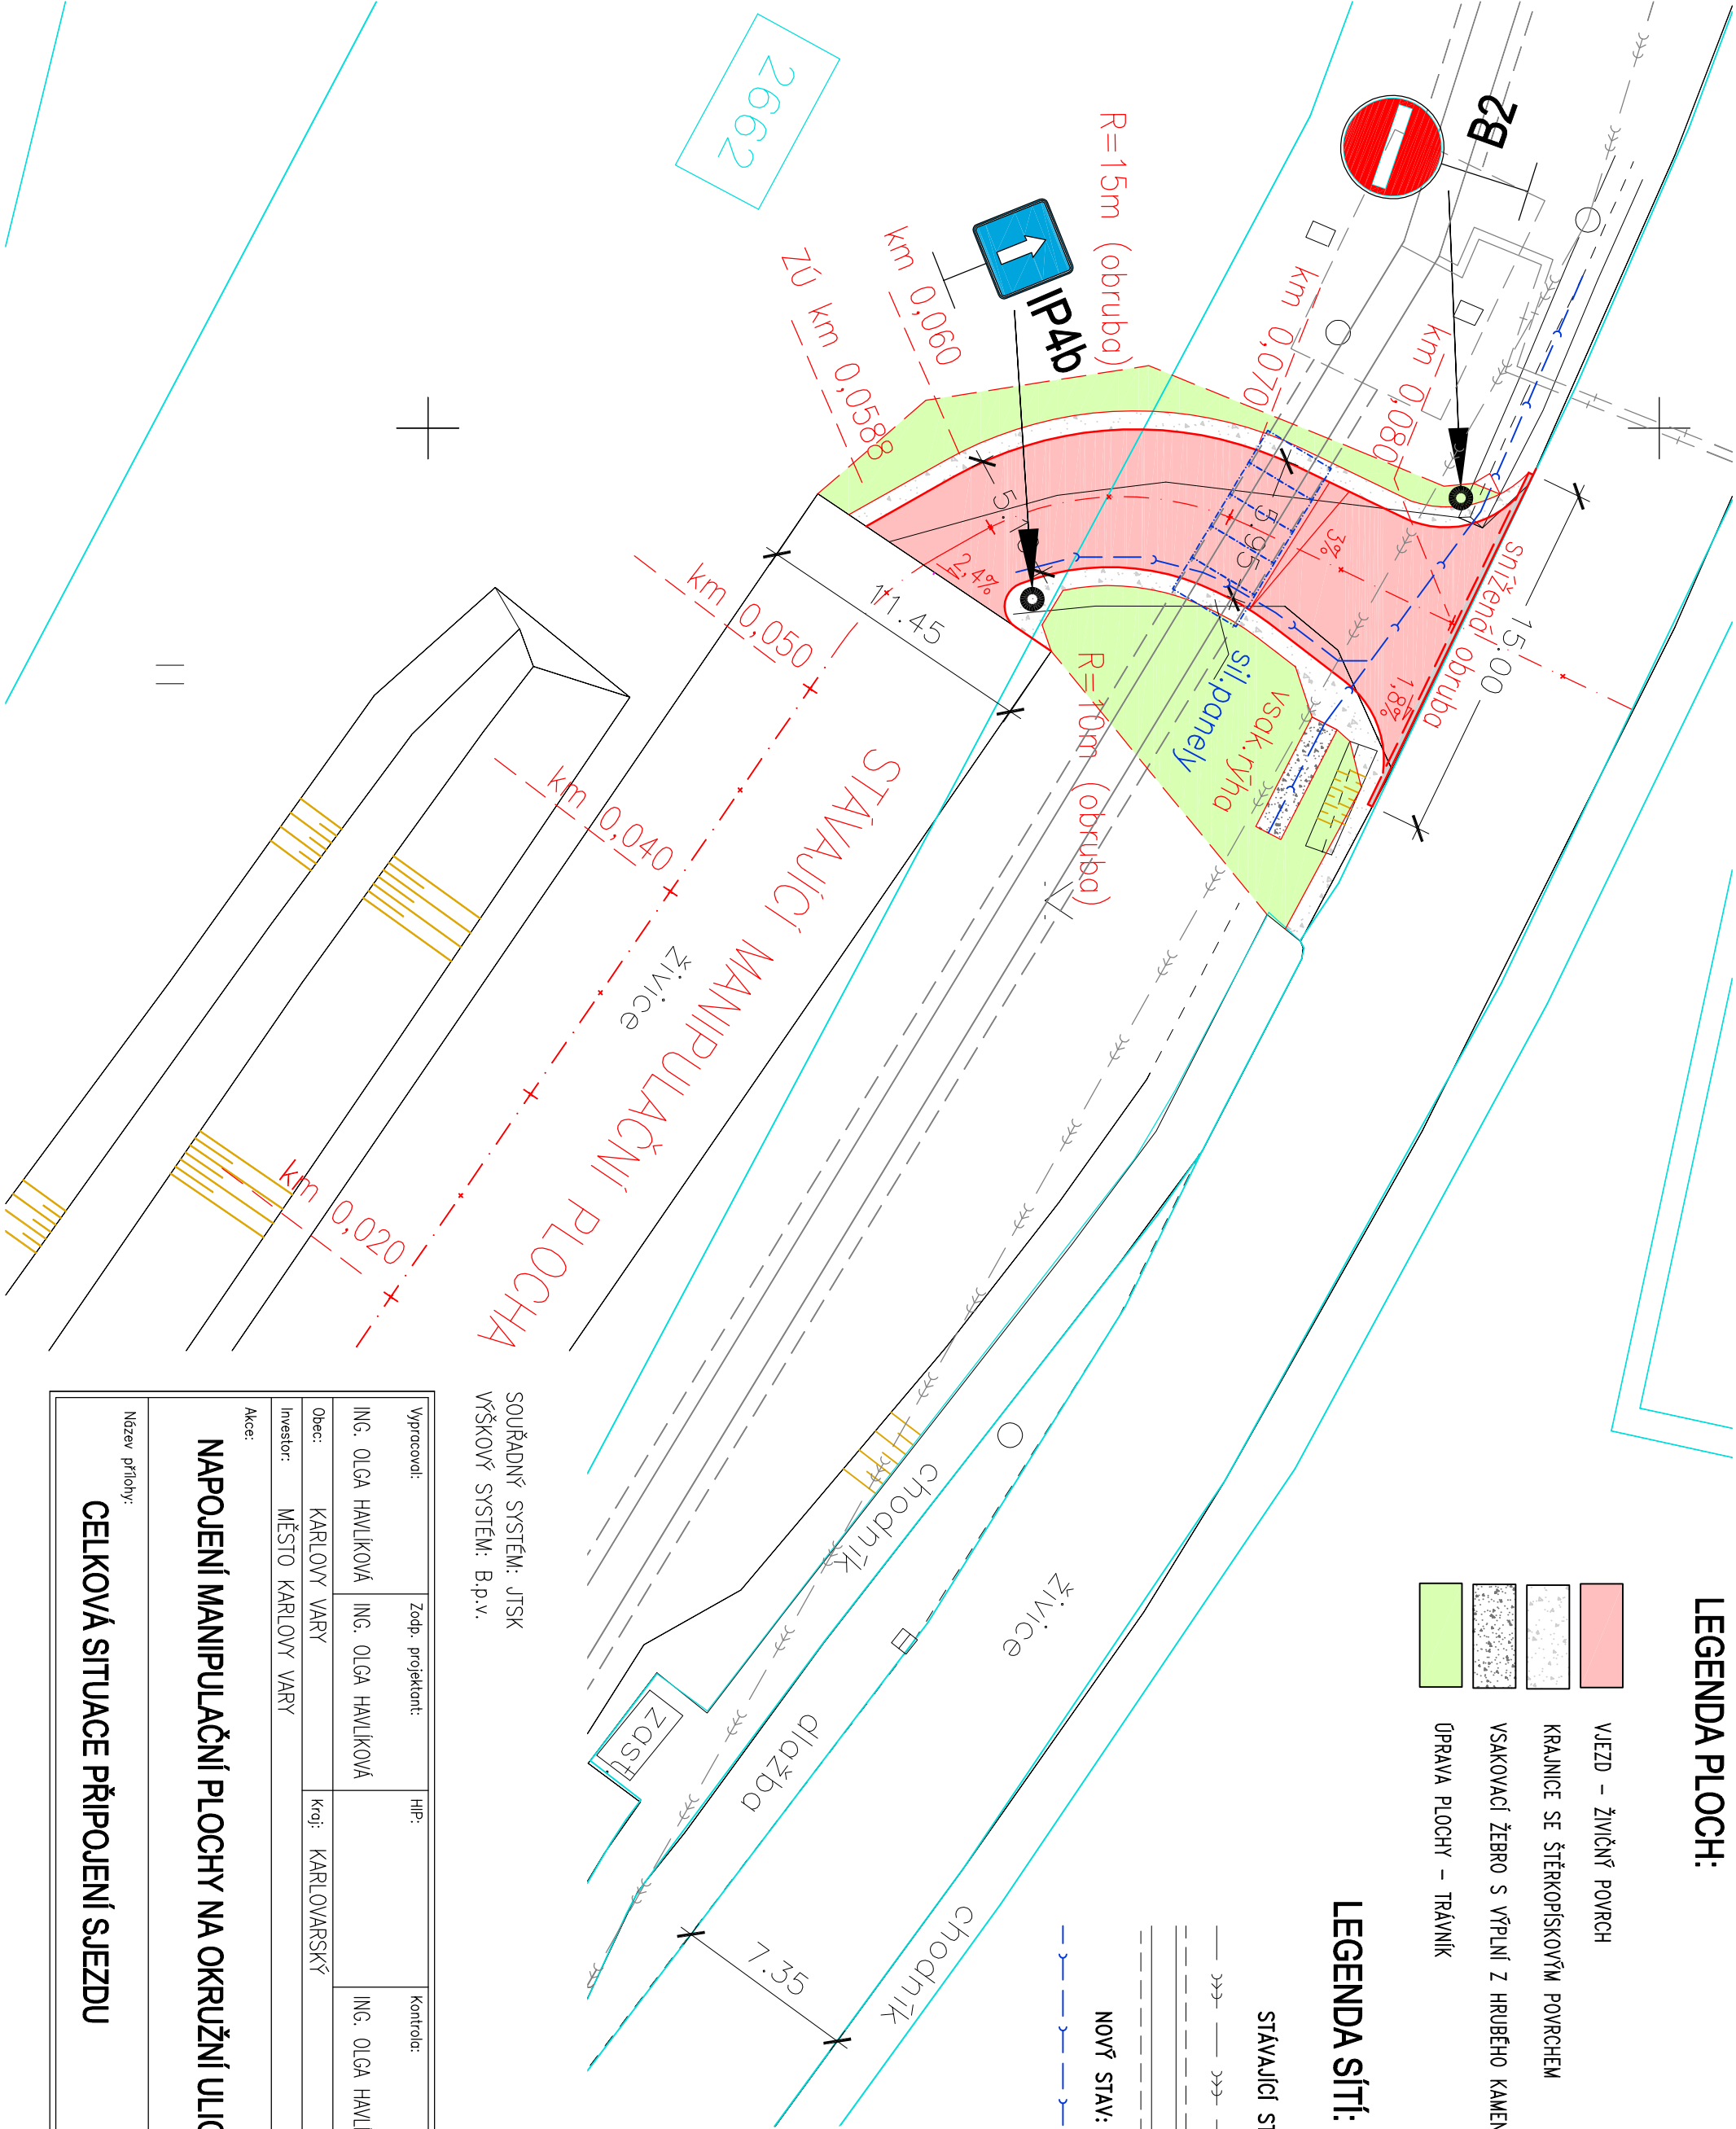 LEGENDA PLOCH:
VJEZD - ŽIVIČNÝ POVRCH
KRAJNICE SE ŠTĚRKOPÍSKOVÝM POVRCHEM
VSAKOVACÍ ŽEBRO S VÝPLNÍ Z HRUBÉHO
ÚPRAVA PLOCHY - TRÁVNÍK
LEGENDA SÍTÍ:
STÁVAJÍCÍ
NOVÝ STAV:
B2
IP4b
2662
R=15m (obruba)
km 0,080
km 0,070
km 0,060
ZÚ km 0,0588
km 0,050
km 0,040
km 0,020
snížená obruba
15.00
1,8%
3%
5.95
2,4%
11.45
sil.panely
vsak.rýha
R=10m (obruba)
STÁVAJÍCÍ MANIPULAČNÍ PLOCHA
živice
chodník
živice
dlažba
zast
chodník
7.35
SOUŘADNÝ SYSTÉM: JTSK
VÝŠKOVÝ SYSTÉM: B.p.v.
Vypracoval: Zodp. projektant: HIP: Kontrola:
ING. OLGA HAVLÍKOVÁ ING. OLGA HAVLÍKOVÁ ING. OLGA
Obec: KARLOVY VARY Kraj: KARLOVARSKÝ
Investor: MĚSTO KARLOVY VARY
Akce:
NAPOJENÍ MANIPULAČNÍ PLOCHY NA OKRUŽNÍ
Název přílohy:
CELKOVÁ SITUACE PŘIPOJENÍ SJEZDU